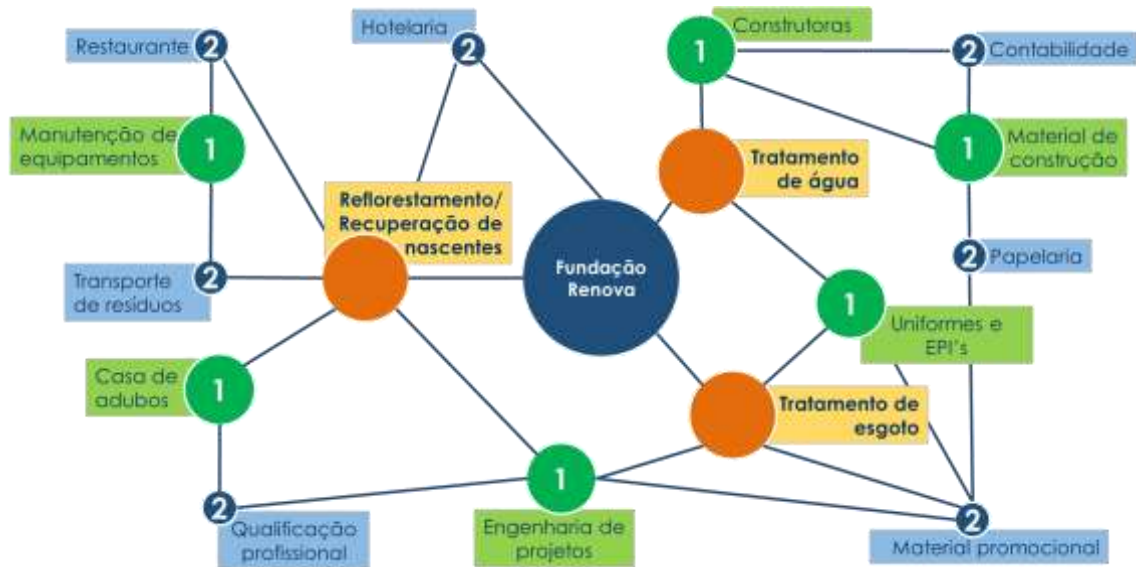 Restaurante
2
Hotelaria
2
Construtoras
1
2
Contabilidade
Manutenção de
equipamentos
1
Tratamento
de água
1
Material de
construção
Reflorestamento/
Recuperação de
nascentes
Fundação
Renova
2
Papelaria
Transporte
de resíduos
2
1
Uniformes e
EPI's
Casa de
adubos
1
Tratamento de
esgoto
2
Qualificação
profissional
1
Engenharia de
projetos
2
Material promocional